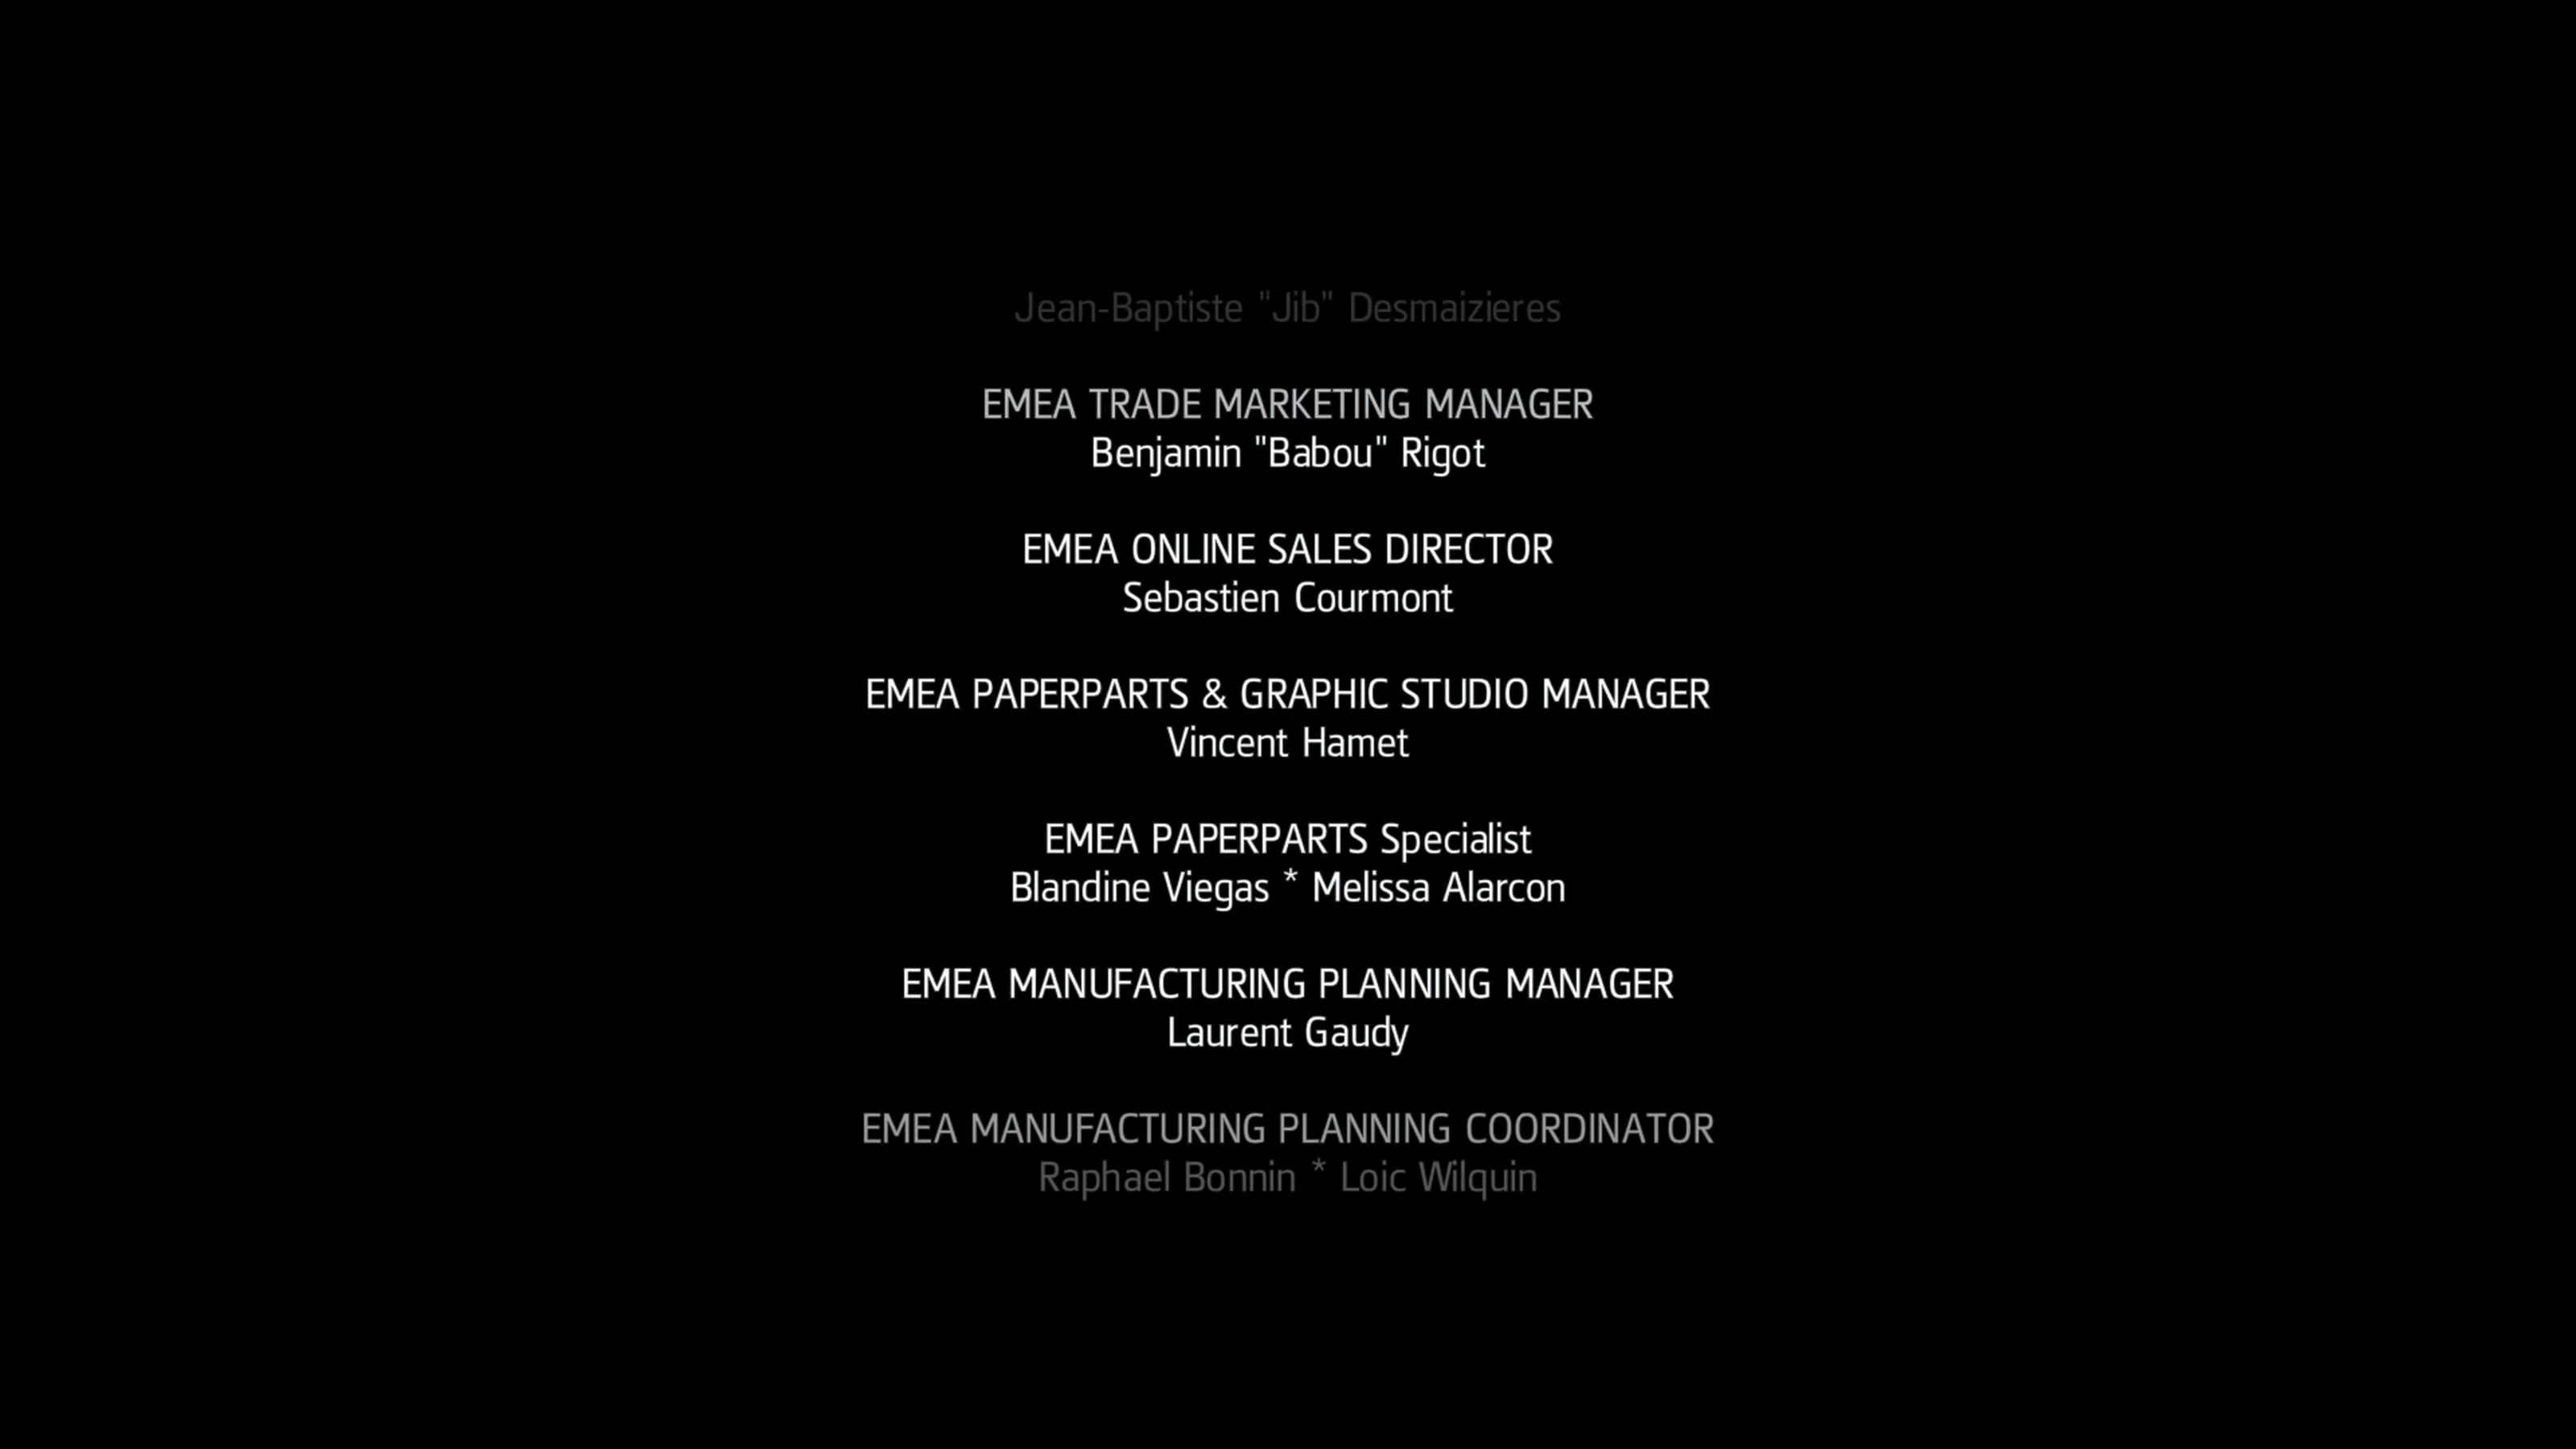 Jean-Baptiste "Jib" Desmaizieres
EMEA TRADE MARKETING MANAGER
Benjamin "Babou" Rigot
EMEA ONLINE SALES DIRECTOR
Sebastien Courmont
EMEA PAPERPARTS & GRAPHIC STUDIO MANAGER
Vincent Hamet
EMEA PAPERPARTS Specialist
Blandine Viegas * Melissa Alarcon
EMEA MANUFACTURING PLANNING MANAGER
Laurent Gaudy
EMEA MANUFACTURING PLANNING COORDINATOR
Raphael Bonnin * Loic Wilquin